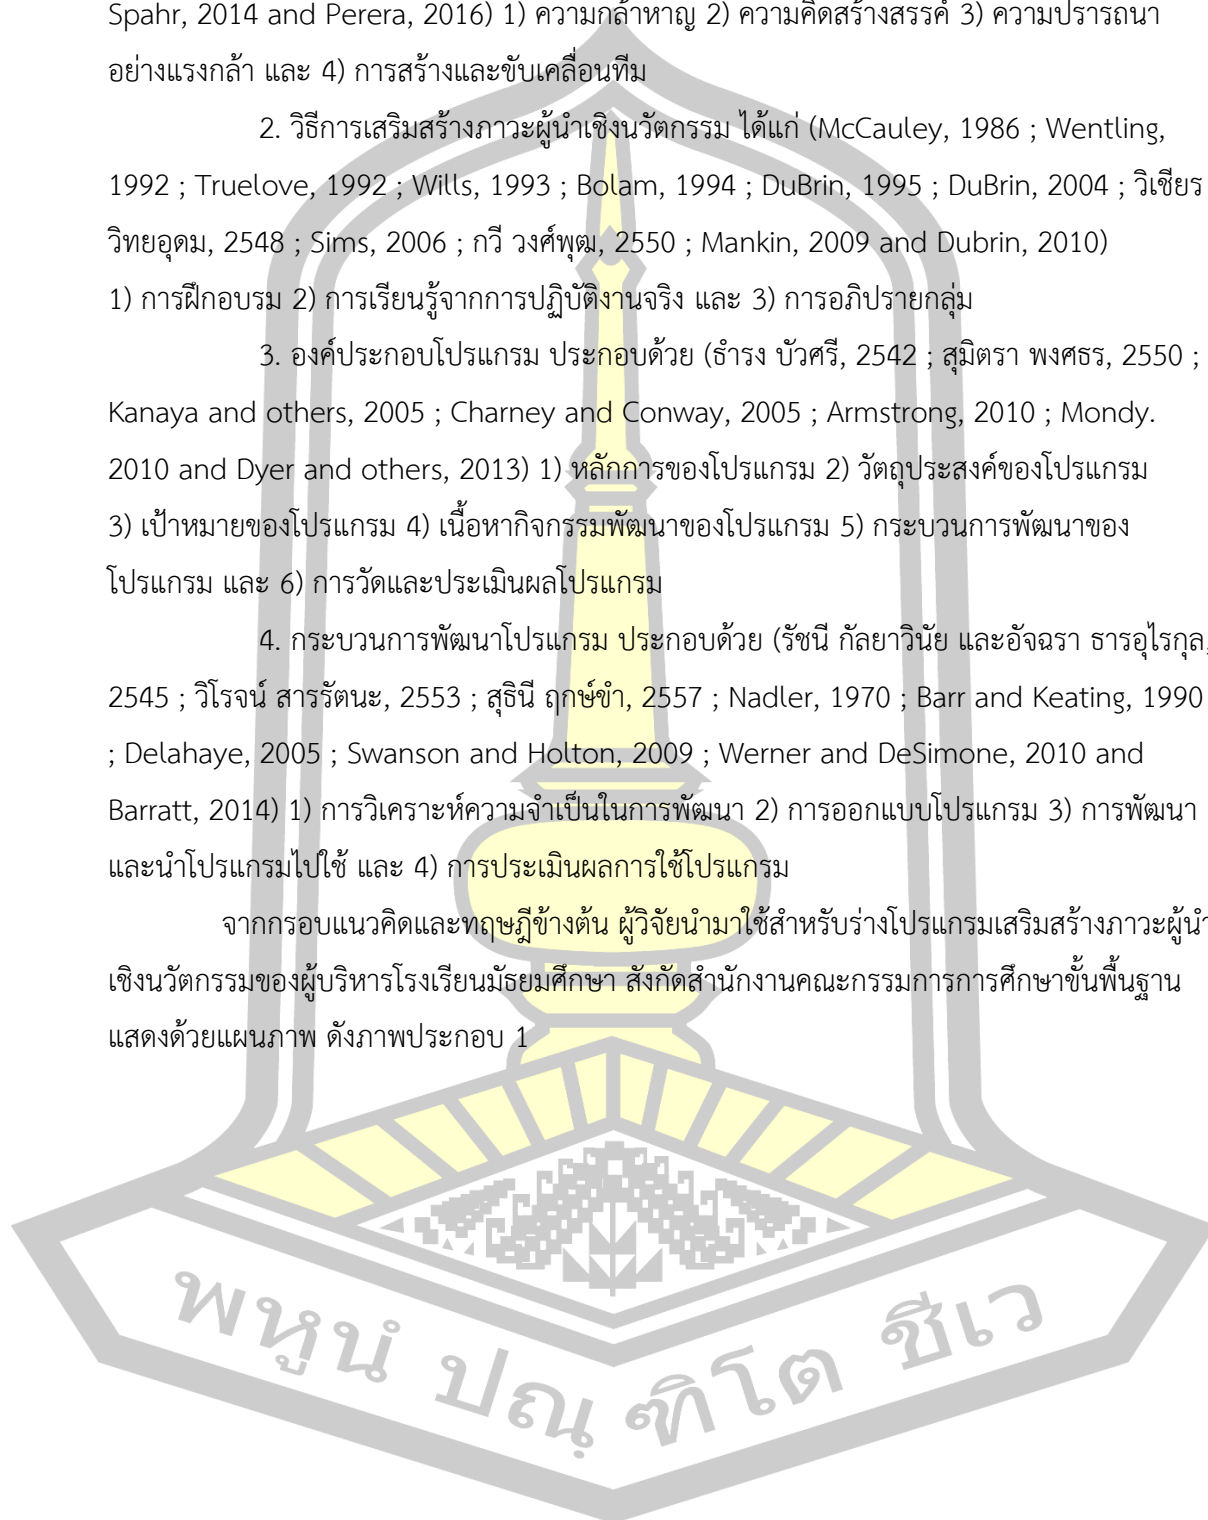 Spahr, 2014 and Perera, 2016) 1) ความกล้าหาญ 2) ความคิดสร้างสรรค์ 3) ความปรารถนา
อย่างแรงกล้า และ 4) การสร้างและขับเคลื่อนทีม
2. วิธีการเสริมสร้างภาวะผู้นำเชิงนวัตกรรม ได้แก่ (McCauley, 1986 ; Wentling,
1992 ; Truelove, 1992 ; Wills, 1993 ; Bolam, 1994 ; DuBrin, 1995 ; DuBrin, 2004 ; วิเชียร
วิทยอุดม, 2548 ; Sims, 2006 ; กวี วงศ์พุฒ, 2550 ; Mankin, 2009 and Dubrin, 2010)
1) การฝึกอบรม 2) การเรียนรู้จากการปฏิบัติงานจริง และ 3) การอภิปรายกลุ่ม
3. องค์ประกอบโปรแกรม ประกอบด้วย (ธำรง บัวศรี, 2542 ; สุมิตรา พงศธร, 2550 ;
Kanaya and others, 2005 ; Charney and Conway, 2005 ; Armstrong, 2010 ; Mondy.
2010 and Dyer and others, 2013) 1) หลักการของโปรแกรม 2) วัตถุประสงค์ของโปรแกรม
3) เป้าหมายของโปรแกรม 4) เนื้อหากิจกรรมพัฒนาของโปรแกรม 5) กระบวนการพัฒนาของ
โปรแกรม และ 6) การวัดและประเมินผลโปรแกรม
4. กระบวนการพัฒนาโปรแกรม ประกอบด้วย (รัชนี กัลยาวินัย และอัจฉรา ธารอุไรกุล,
2545 ; วิโรจน์ สารรัตนะ, 2553 ; สุธินี ฤกษ์ขำ, 2557 ; Nadler, 1970 ; Barr and Keating, 1990
; Delahaye, 2005 ; Swanson and Holton, 2009 ; Werner and DeSimone, 2010 and
Barratt, 2014) 1) การวิเคราะห์ความจำเป็นในการพัฒนา 2) การออกแบบโปรแกรม 3) การพัฒนา
และนำโปรแกรมไปใช้ และ 4) การประเมินผลการใช้โปรแกรม
จากกรอบแนวคิดและทฤษฎีข้างต้น ผู้วิจัยนำมาใช้สำหรับร่างโปรแกรมเสริมสร้างภาวะผู้นำ
เชิงนวัตกรรมของผู้บริหารโรงเรียนมัธยมศึกษา สังกัดสำนักงานคณะกรรมการการศึกษาขั้นพื้นฐาน
แสดงด้วยแผนภาพ ดังภาพประกอบ 1
พหูนํ ปณฺฑิโต ชีเว